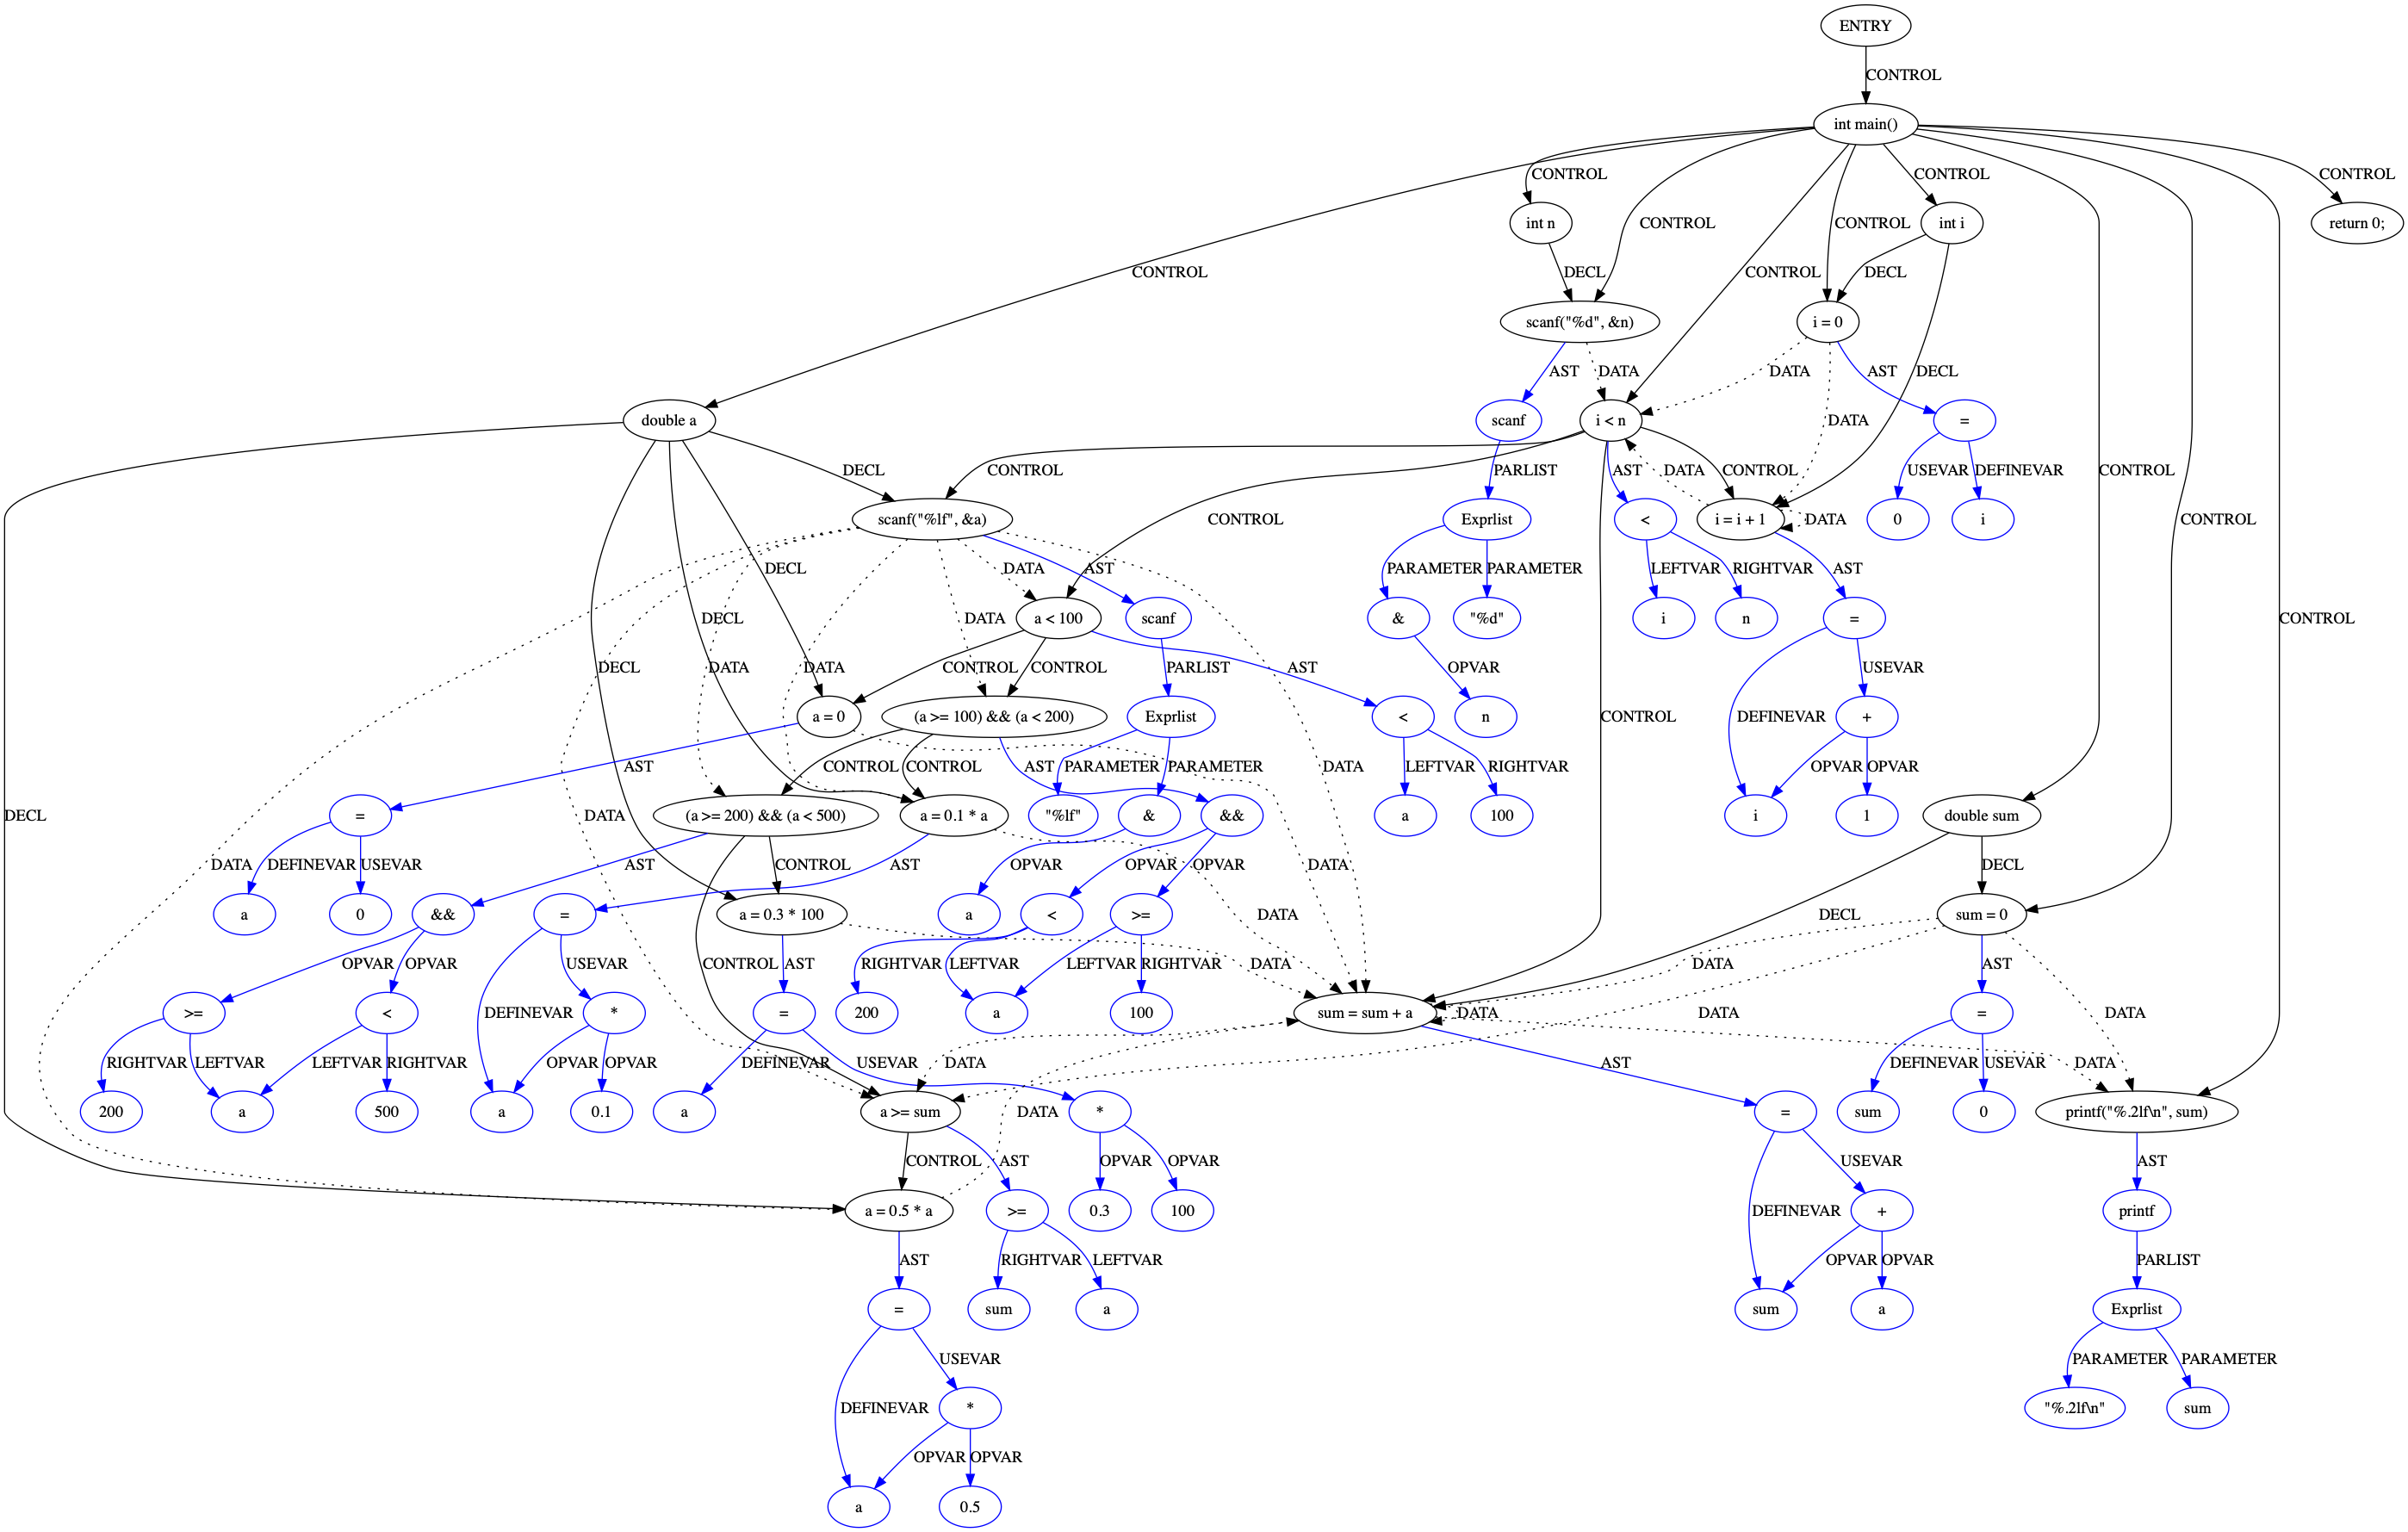 ENTRY
CONTROL
int main()
CONTROL CONTROL
CONTROL CONTROL CONTROL
int n int i return 0;
CONTROL CONTROL DECL DECL
scanf("%d", &n) i = 0
AST DATA DATA AST DECL
double a scanf i < n =
DECL CONTROL PARLIST AST CONTROL DATA DATA USEVAR DEFINEVAR CONTROL
scanf("%lf", &a) Exprlist < i = i + 1 DATA 0 i
CONTROL CONTROL
DECL DATA AST PARAMETER PARAMETER LEFTVAR RIGHTVAR AST
a < 100 scanf & "%d" i n =
DECL DATA CONTROL
DECL DATA DATA CONTROL CONTROL PARLIST AST OPVAR USEVAR
a = 0 (a >= 100) && (a < 200) Exprlist < n +
CONTROL DATA DEFINEVAR
AST CONTROL CONTROL AST PARAMETER PARAMETER LEFTVAR RIGHTVAR OPVAR OPVAR
DECL = (a >= 200) && (a < 500) a = 0.1 * a "%lf" & && a 100 i 1 double sum
DATA DEFINEVAR USEVAR AST DATA CONTROL AST OPVAR OPVAR OPVAR DATA DECL
a 0 && = a = 0.3 * 100 a < >= DATA DECL sum = 0
OPVAR OPVAR USEVAR CONTROL AST RIGHTVAR LEFTVAR DATA LEFTVAR RIGHTVAR DATA AST
>= < DEFINEVAR * = 200 a 100 sum = sum + a DATA DATA = DATA
RIGHTVAR LEFTVAR LEFTVAR RIGHTVAR OPVAR OPVAR DEFINEVAR USEVAR DATA AST DEFINEVAR USEVAR DATA
200 a 500 a 0.1 a a >= sum * DATA = sum 0 printf("%.2lf\n", sum)
CONTROL AST OPVAR OPVAR USEVAR AST
a = 0.5 * a >= 0.3 100 DEFINEVAR + printf
AST RIGHTVAR LEFTVAR OPVAR OPVAR PARLIST
= sum a sum a Exprlist
USEVAR PARAMETER PARAMETER
DEFINEVAR * "%.2lf\n" sum
OPVAR OPVAR
a 0.5